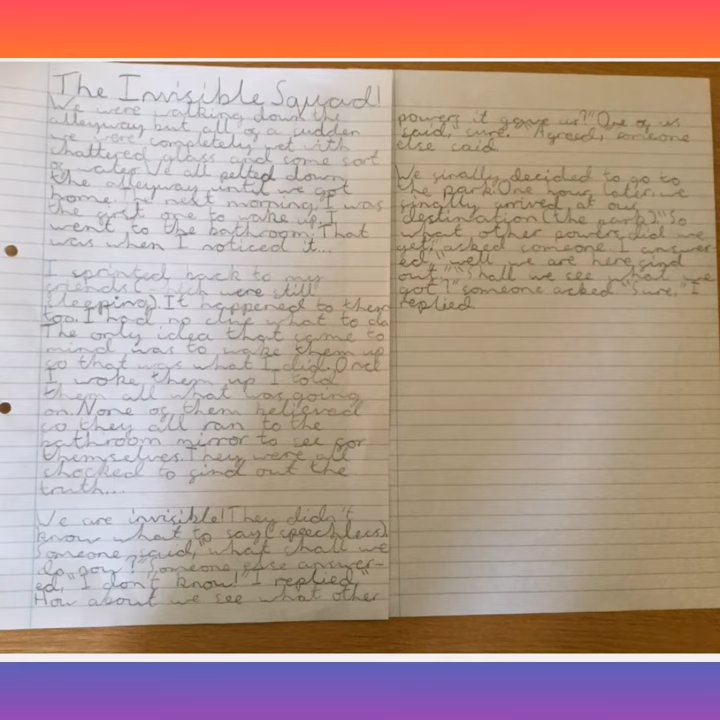 The Invisible Squad!
We were walking down the
alleyway but all of a sudden
we were completely wet with
shattered glass and some sort
of water. We all pelted down
the alleyway until we got
home. The next morning, I was
the first one to wake up. I
went to the bathroom. That
was when I noticed it...
I sprinted back to my
friends (which were still
sleeping). It happened to them
too. I had no clue what to do
The only idea that came to
mind was to wake them up
so that was what I did. Once
I woke them up I told
them all what was going
on. None of them believed
so they all ran to the
bathroom mirror to see for
themselves. They were all
shocked to find out the
truth....
We are invisible! They didn't
know what to say (speechless)
Someone said, "what shall we
do now?" Someone else answer-
ed, "I don't know!" I replied, "
How about we see what other
powers it gave us?" One of us
said, "sure." "Agreed, someone
else said
We finally decided to go to
the park. One hour later, we
finally arrived at our
destination (the park)." So
what other powers did we
get," asked someone. I answer
ed, "well we are here, find
out," "Shall we see what we
got?" someone asked "Sure." I
replied.